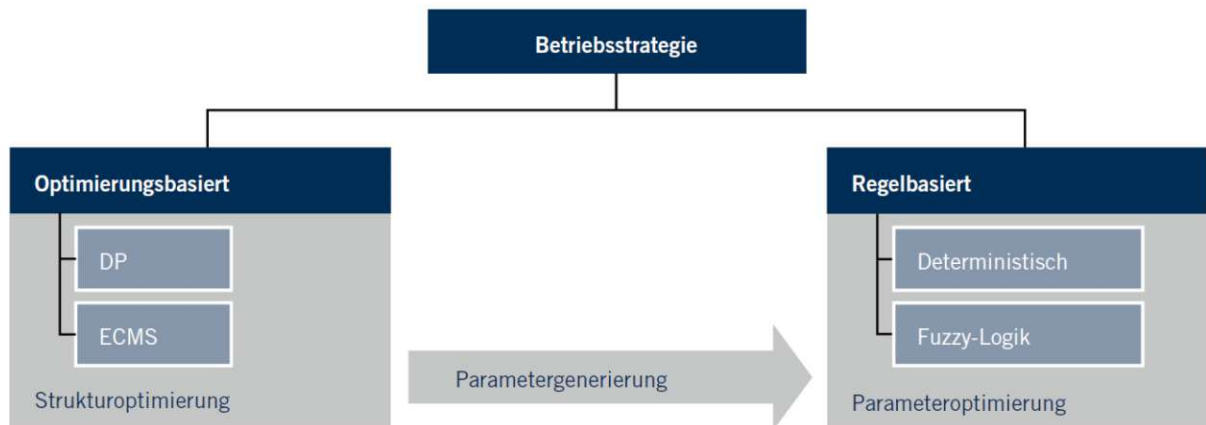 Betriebsstrategie
Optimierungsbasiert
DP
ECMS
Strukturoptimierung
Parametergenerierung
Regelbasiert
Deterministisch
Fuzzy-Logik
Parameteroptimierung